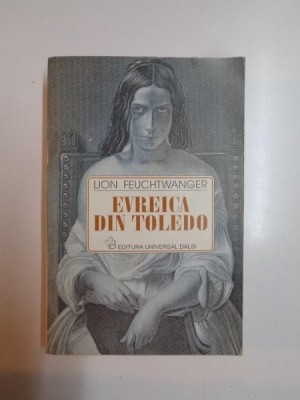 LION FEUCHTWANGER
EVREICA
DIN TOLEDO
EDITURA UNIVERSAL DALSI